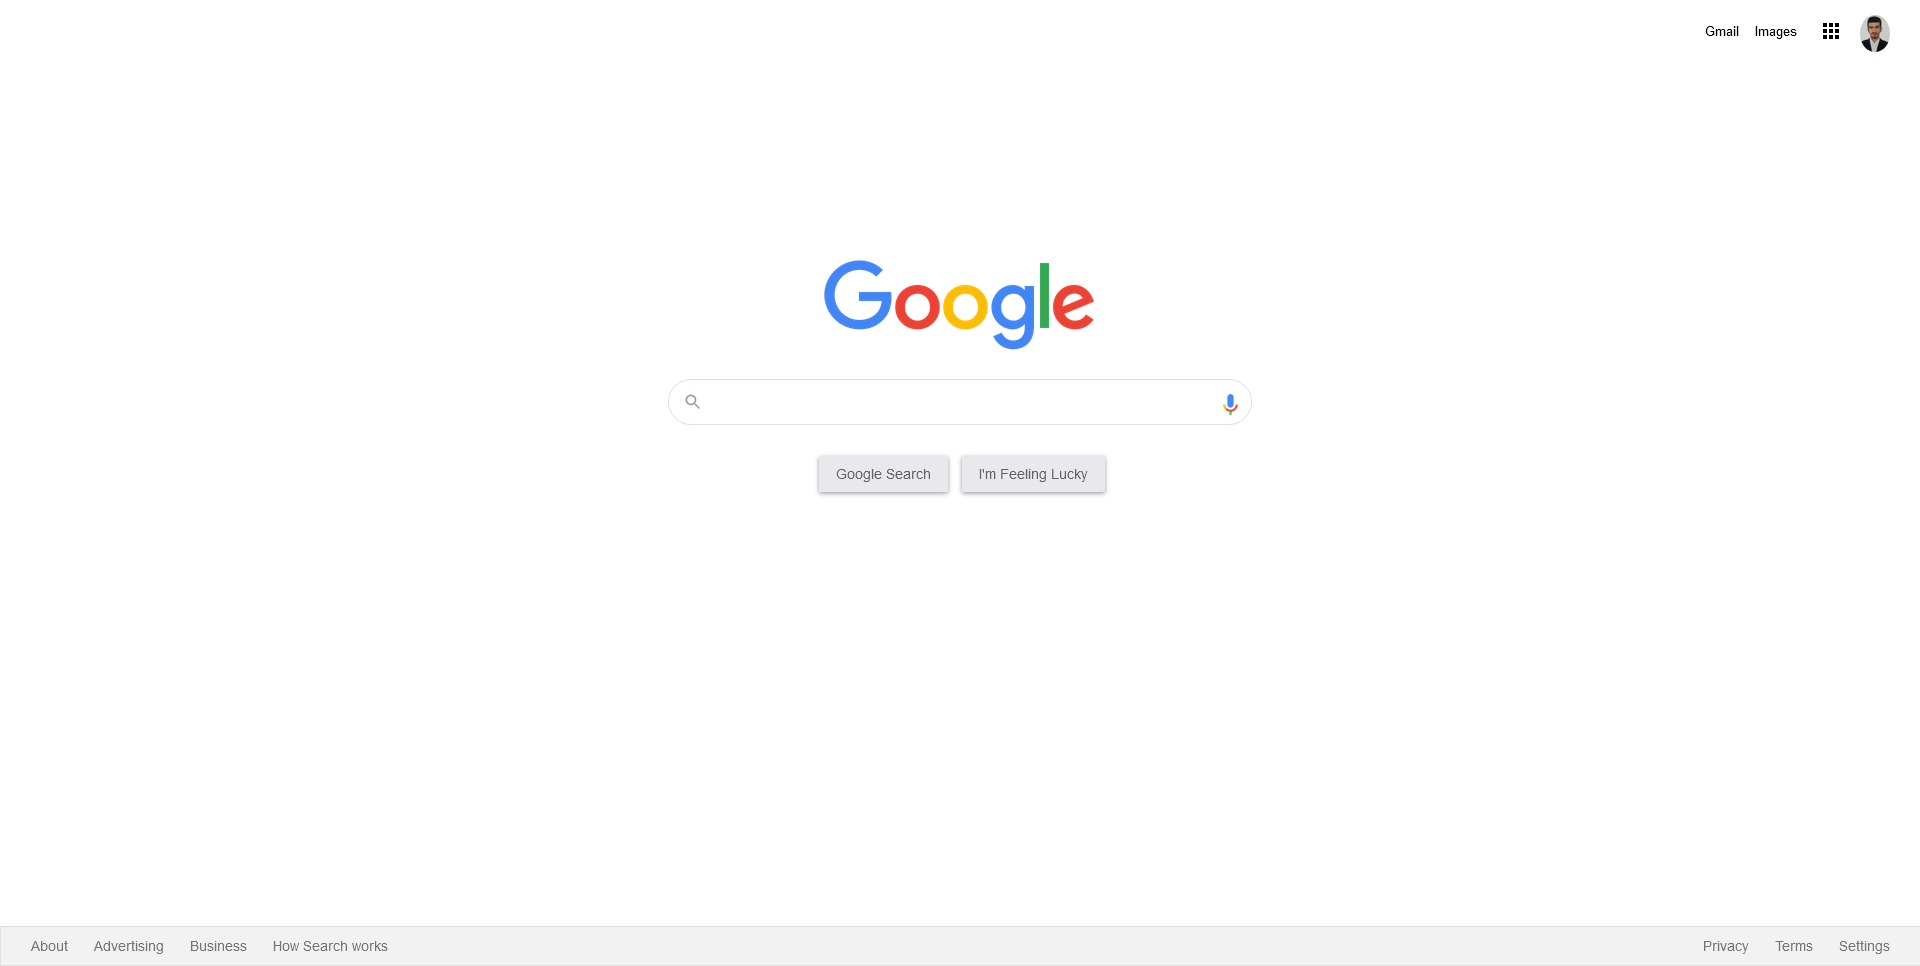 Gmail Images
Google
Google Search I'm Feeling Lucky
About Advertising Business How Search works Privacy Terms Settings